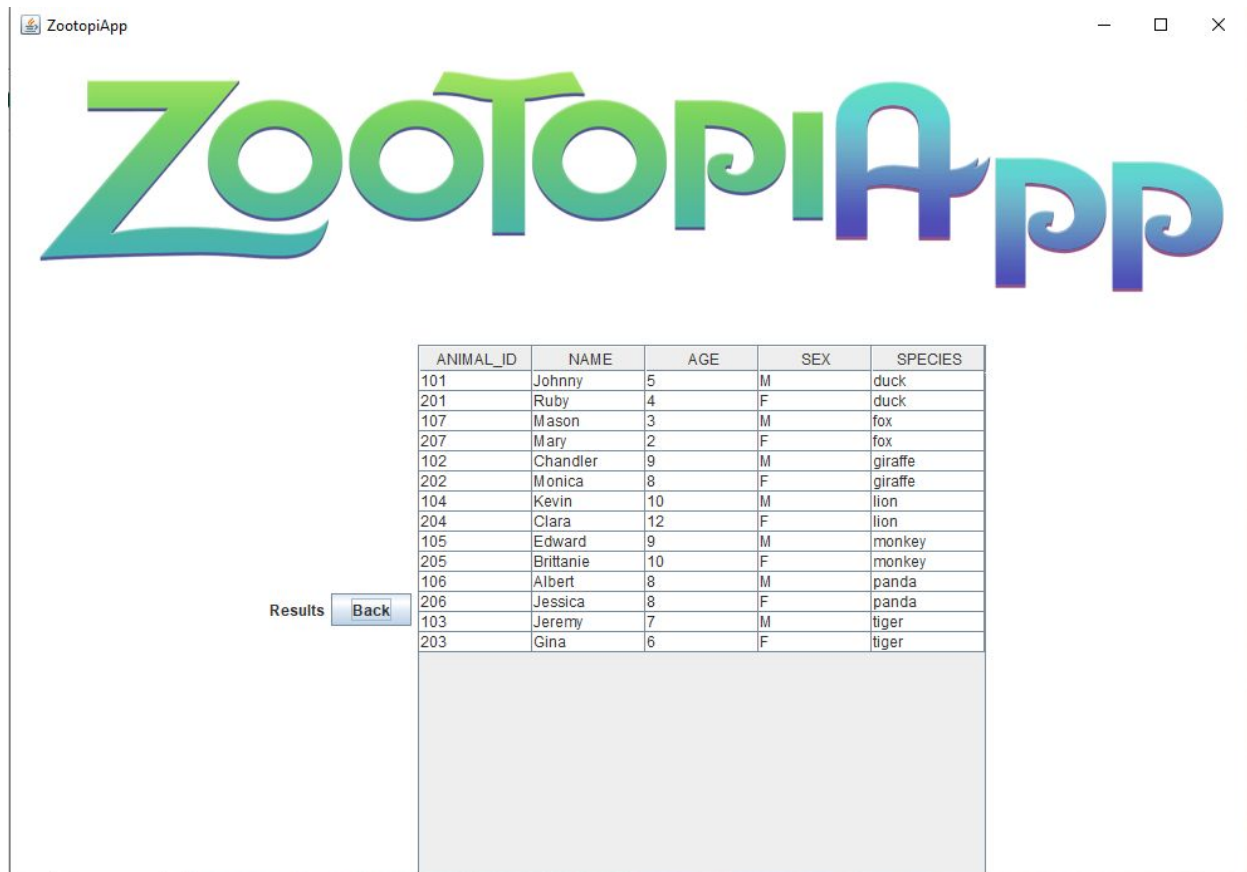 ZootopiApp
ZooTopiApp
ANIMAL_ID NAME AGE SEX SPECIES
101 Johnny 5 M duck
201 Ruby 4 F duck
107 Mason 3 M fox
207 Mary 2 F fox
102 Chandler 9 M giraffe
202 Monica 8 F giraffe
104 Kevin 10 M lion
204 Clara 12 F lion
105 Edward 9 M monkey
205 Brittanie 10 F monkey
106 Albert 8 M panda
206 Jessica 8 F panda
103 Jeremy 7 M tiger
203 Gina 6 F tiger
Results Back